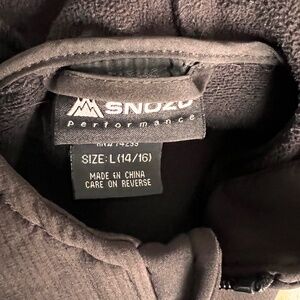 SNOZU
performance
SIZE: L(14/16)
MADE IN CHINA
CARE ON REVERSE